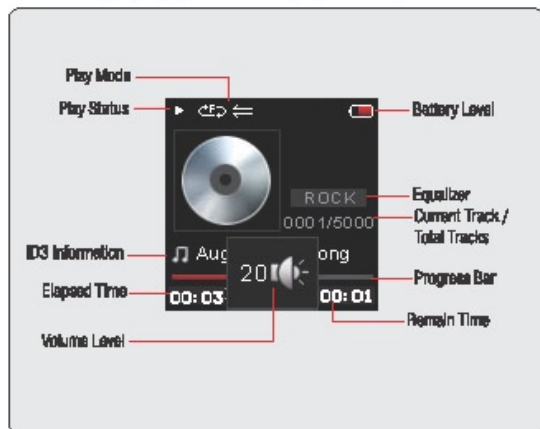 Play Mode
Play Status
Battery Level
ROCK
Equalizer
0001/5000
Current Track /
Total Tracks
ID3 Information
Aug ong
20
Progress Bar
Elapsed Time
00:03
00:01
Remain Time
Volume Level